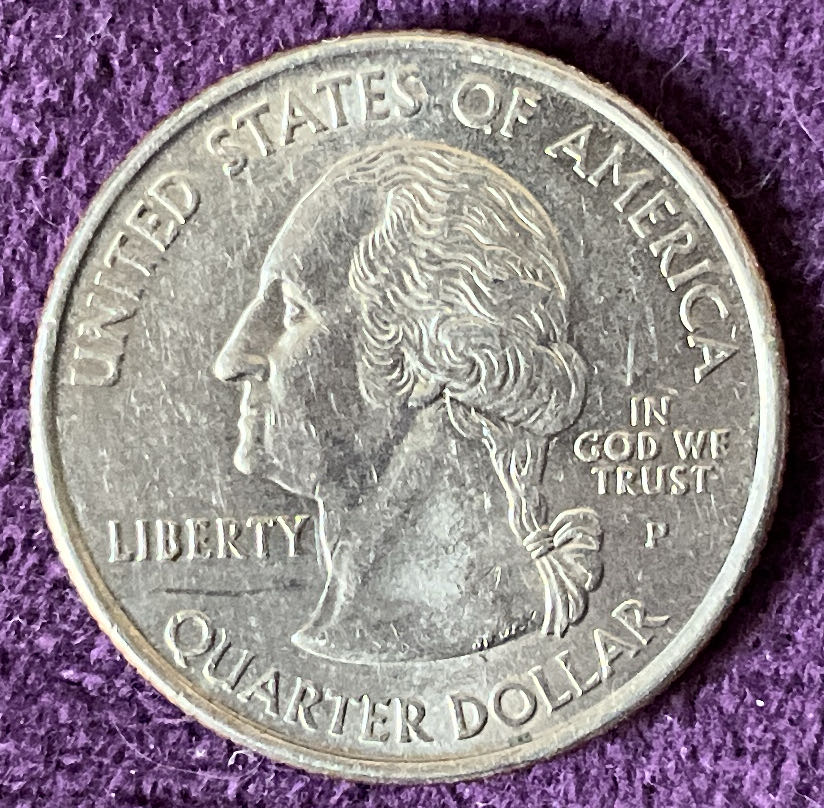 UNITED STATES OF AMERICA
LIBERTY
IN
GOD WE
TRUST
P
QUARTER DOLLAR